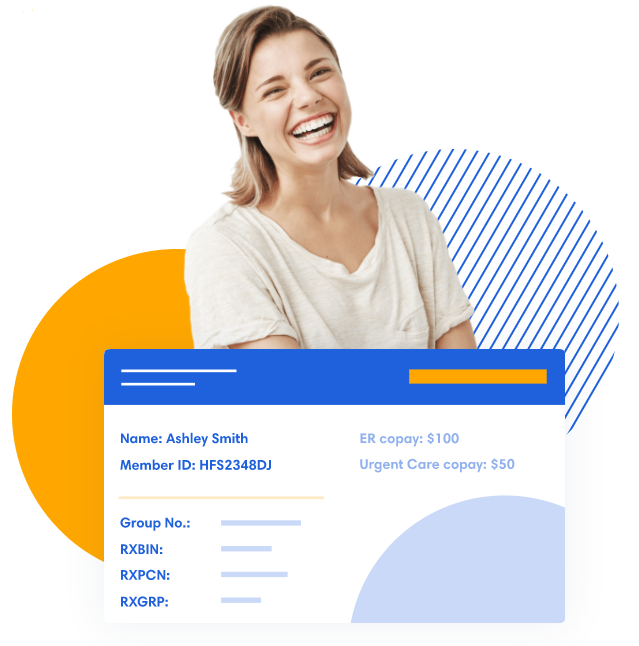 Name: Ashley Smith
Member ID: HFS2348DJ
ER copay: $100
Urgent Care copay: $50
Group No.:
RXBIN:
RXPCN:
RXGRP: